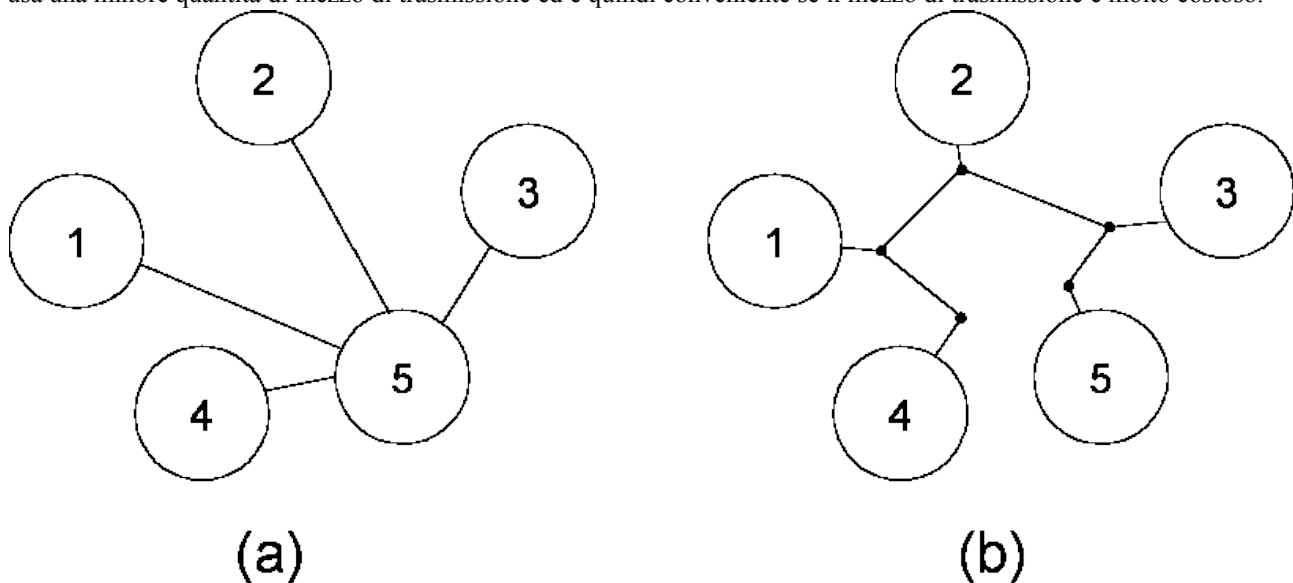 usa una minore quantità di mezzo di trasmissione ed è quindi conveniente se il mezzo di trasmissione è molto costoso.
2 2
3 3
1 1
5 5
4 4
(a) (b)